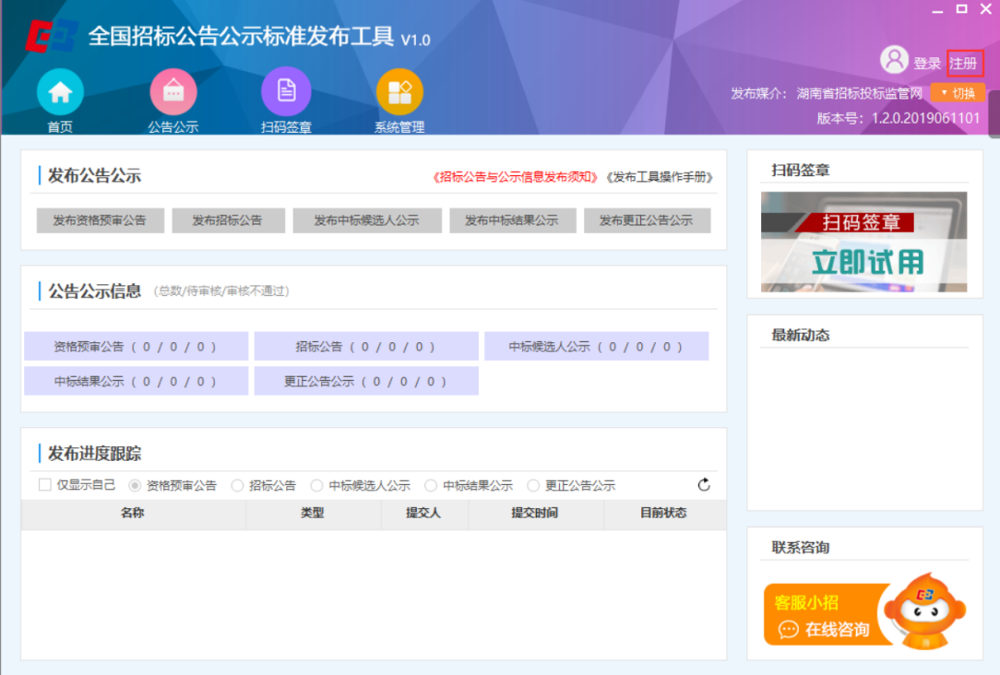 全国招标公告公示标准发布工具 V1.0
登录 注册
发布媒介： 湖南省招标投标监管网 切换
版本号：1.2.0.2019061101
首页 公告公示 扫码签章 系统管理
发布公告公示 《招标公告与公示信息发布须知》 《发布工具操作手册》
发布资格预审公告 发布招标公告 发布中标候选人公示 发布中标结果公示 发布更正公告公示
公告公示信息 (总数/待审核/审核不通过)
资格预审公告 ( 0 / 0 / 0 ) 招标公告 ( 0 / 0 / 0 ) 中标候选人公示 ( 0 / 0 / 0 )
中标结果公示 ( 0 / 0 / 0 ) 更正公告公示 ( 0 / 0 / 0 )
发布进度跟踪
仅显示自己 资格预审公告 招标公告 中标候选人公示 中标结果公示 更正公告公示
名称 类型 提交人 提交时间 目前状态
扫码签章
扫码签章
立即试用
最新动态
联系咨询
客服小招
在线咨询